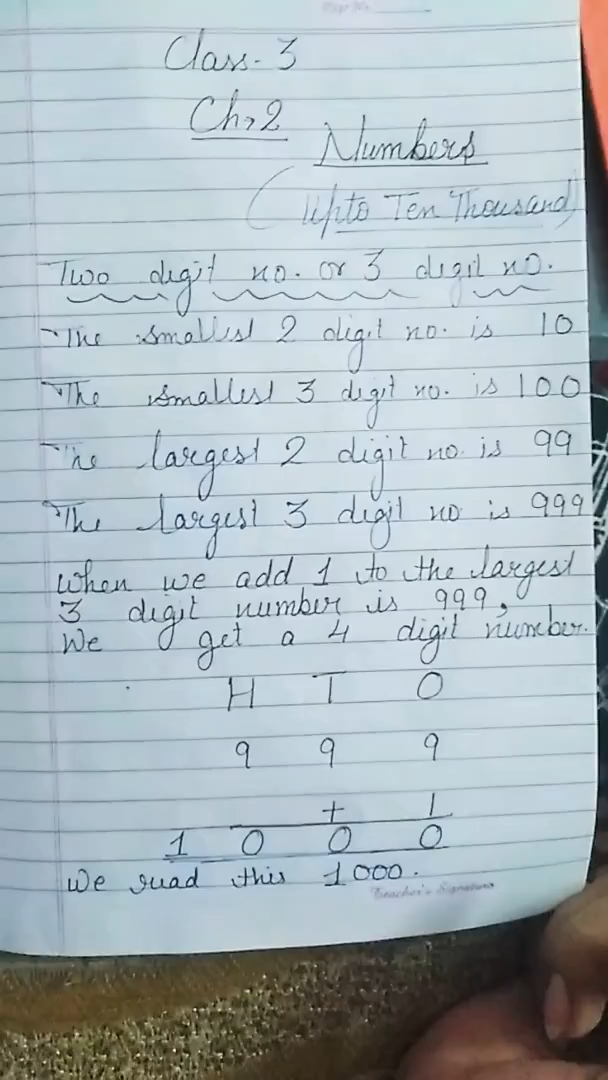 Class-3
Ch-2
Numbers
(Upto Ten Thousand)
Two digit no. or 3 digit no.
The smallest 2 digit no. is 10
The smallest 3 digit no. is 100
The largest 2 digit no. is 99
The largest 3 digit no is 999
when we add 1 to the largest
3 digit number is 999,
We get a 4 digit number.
H T O
9 9 9
+ 1
1 0 0 0
We read this 1000.
Teacher's Signature